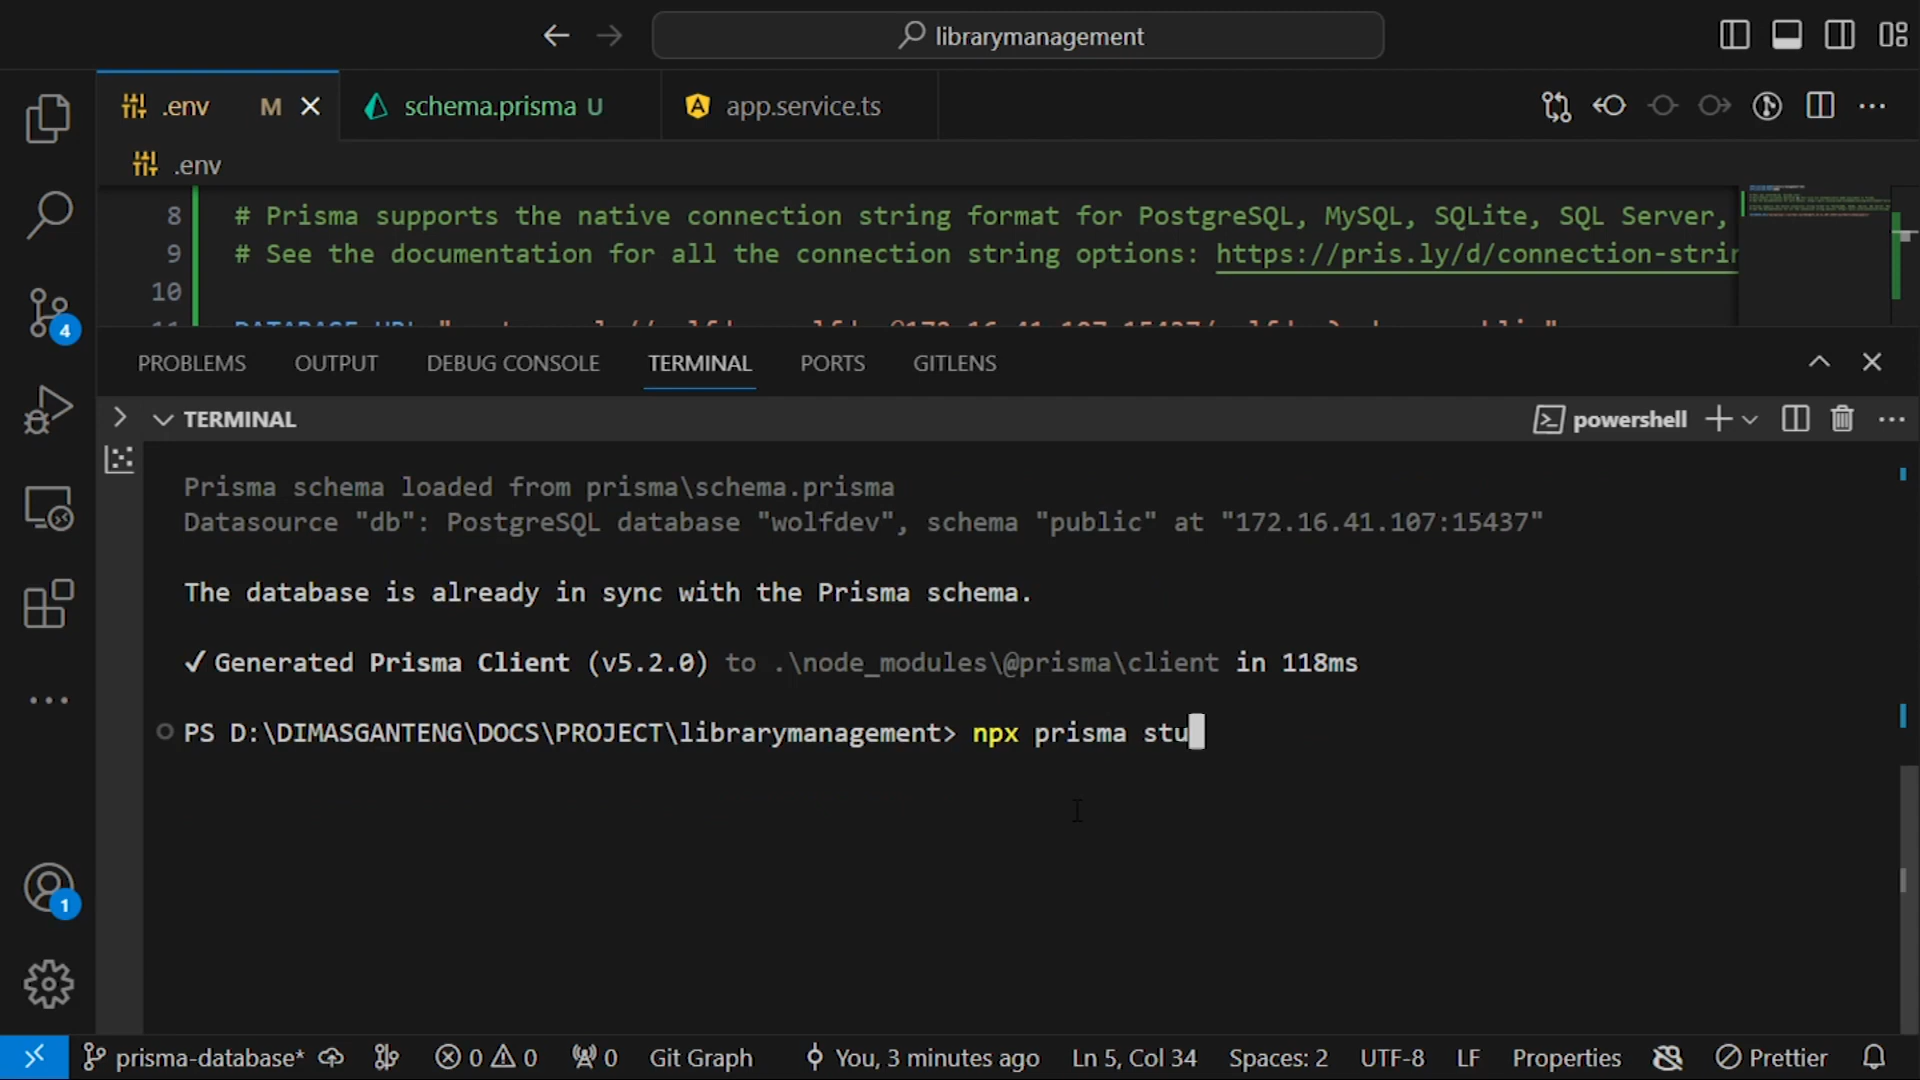 librarymanagement
.env M
schema.prisma U
app.service.ts
.env
8 # Prisma supports the native connection string format for PostgreSQL, MySQL, SQLite, SQL Server,
9 # See the documentation for all the connection string options: https://pris.ly/d/connection-strin
10
PROBLEMS OUTPUT DEBUG CONSOLE TERMINAL PORTS GITLENS
TERMINAL
powershell
Prisma schema loaded from prisma\schema.prisma
Datasource "db": PostgreSQL database "wolfdev", schema "public" at "172.16.41.107:15437"
The database is already in sync with the Prisma schema.
✓ Generated Prisma Client (v5.2.0) to .\node_modules\@prisma\client in 118ms
PS D:\DIMASGANTENG\DOCS\PROJECT\librarymanagement> npx prisma stu
4
1
prisma-database* 0 0 0 Git Graph You, 3 minutes ago Ln 5, Col 34 Spaces: 2 UTF-8 LF Properties Prettier